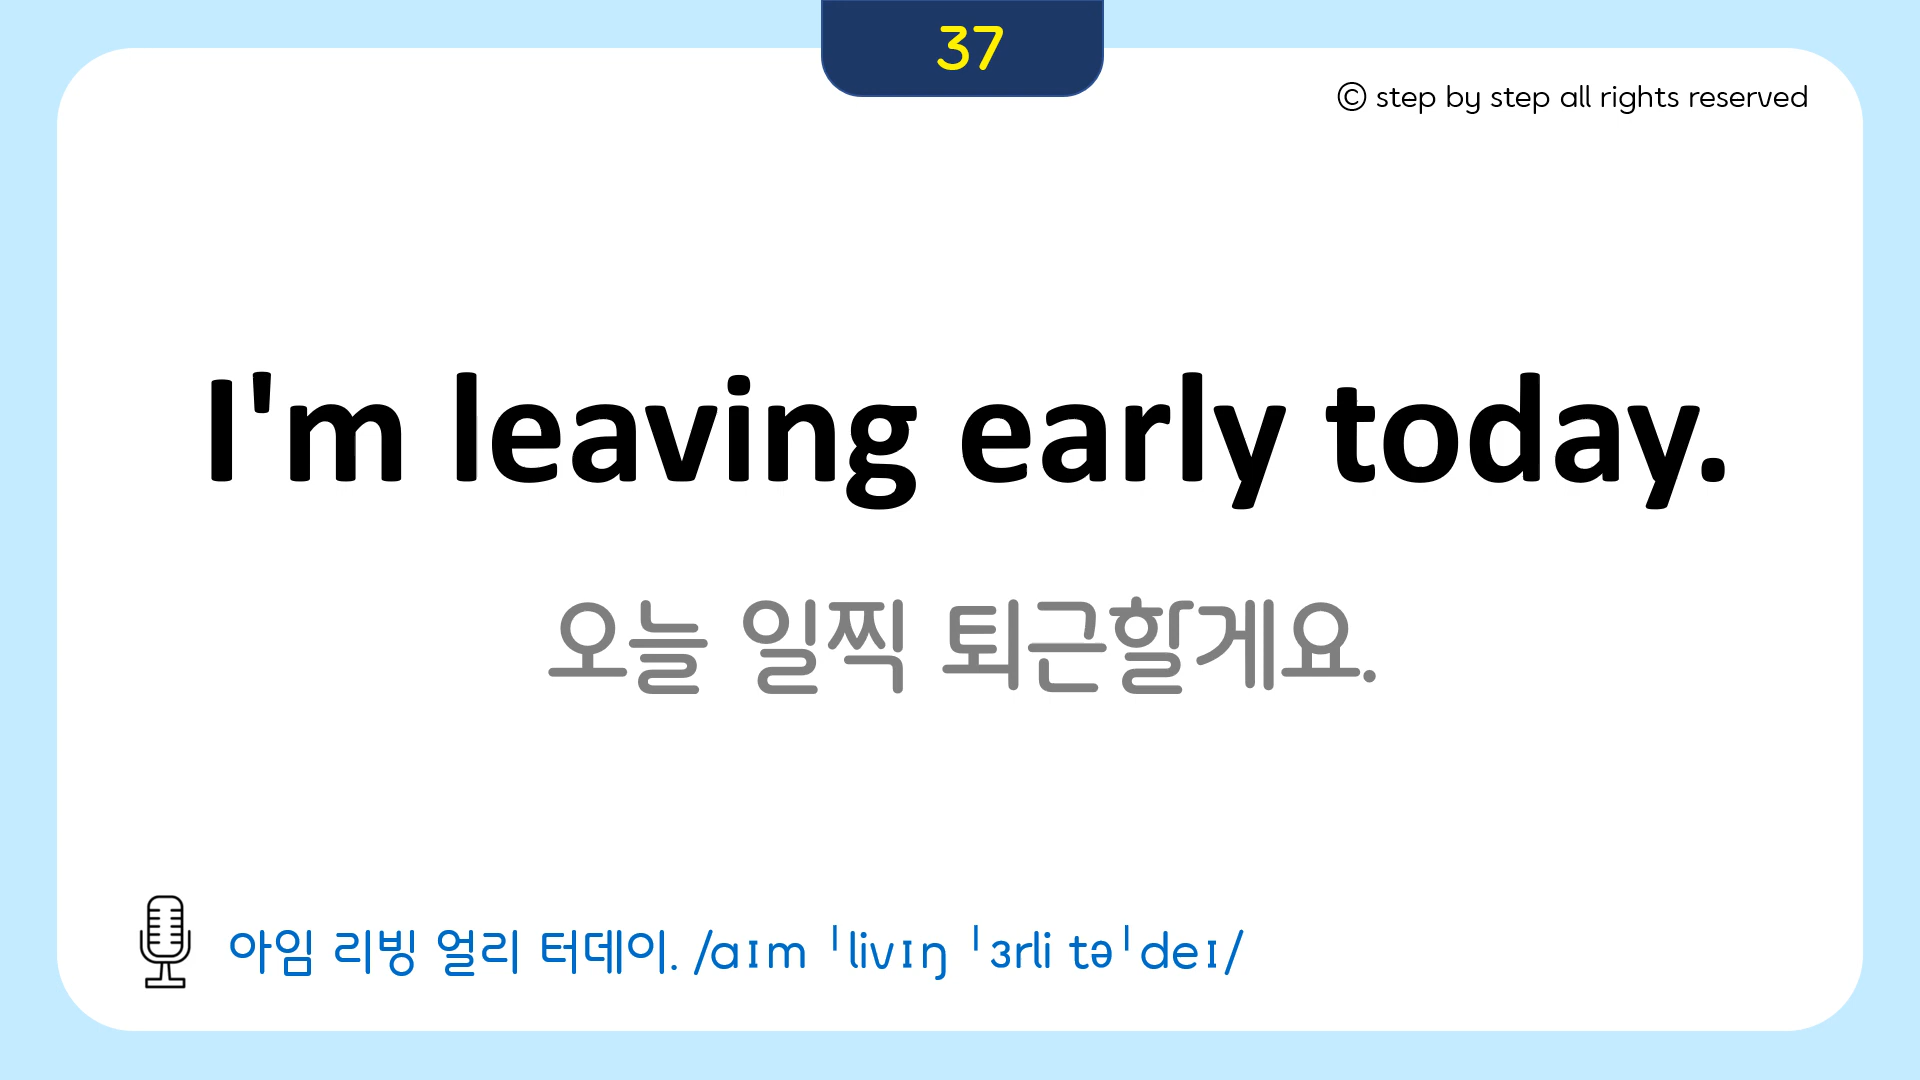 37
© step by step all rights reserved
I'm leaving early today.
오늘 일찍 퇴근할게요.
아임 리빙 얼리 터데이. /aɪm ˈlivɪŋ ˈɜrli təˈdeɪ/